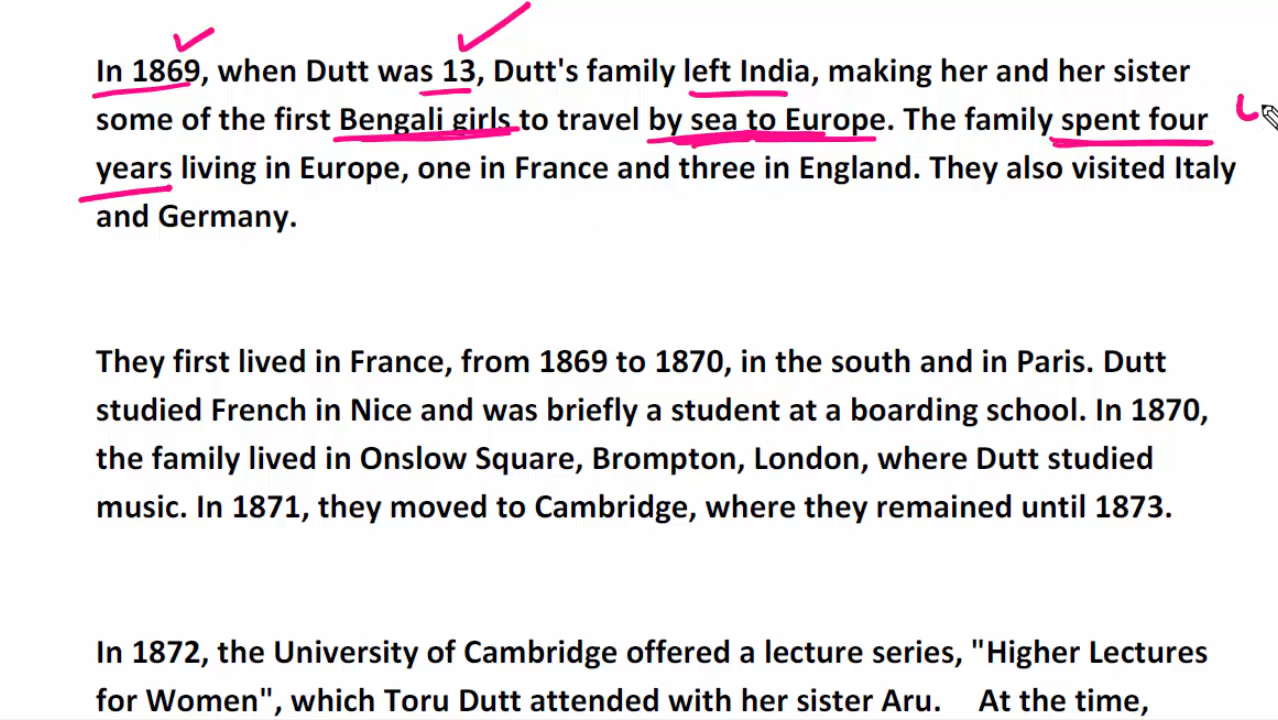 In 1869, when Dutt was 13, Dutt's family left India, making her and her sister
some of the first Bengali girls to travel by sea to Europe. The family spent four
years living in Europe, one in France and three in England. They also visited Italy
and Germany.
They first lived in France, from 1869 to 1870, in the south and in Paris. Dutt
studied French in Nice and was briefly a student at a boarding school. In 1870,
the family lived in Onslow Square, Brompton, London, where Dutt studied
music. In 1871, they moved to Cambridge, where they remained until 1873.
In 1872, the University of Cambridge offered a lecture series, "Higher Lectures
for Women", which Toru Dutt attended with her sister Aru. At the time,